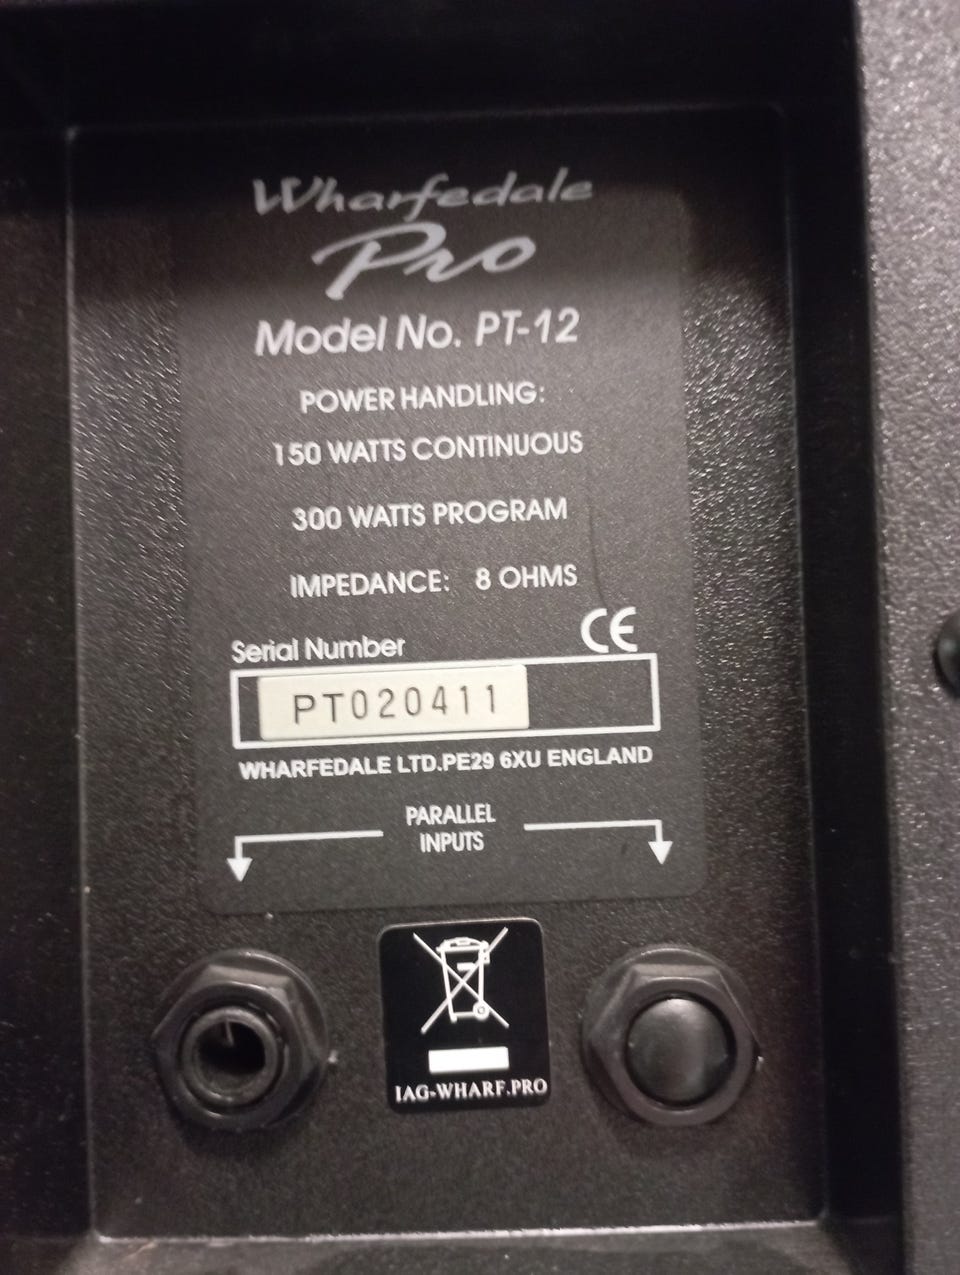 Wharfedale
Pro
Model No. PT-12
POWER HANDLING:
150 WATTS CONTINUOUS
300 WATTS PROGRAM
IMPEDANCE: 8 OHMS
Serial Number CE
PT020411
WHARFEDALE LTD.PE29 6XU ENGLAND
PARALLEL
INPUTS
IAG-WHARF.PRO